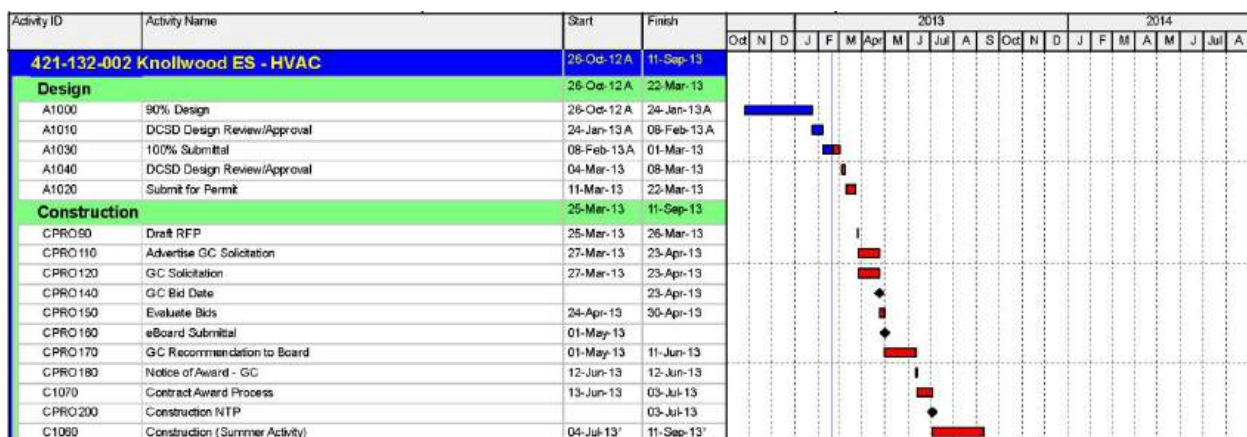 Activity ID Activity Name Start Finish 2013 2014
Oct N D J F M Apr M J Jul A S Oct N D J F M A M J Jul A
421-132-002 Knollwood ES - HVAC 26-Oct-12 A 11-Sep-13
Design 26-Oct-12 A 22-Mar-13
A1000 90% Design 26-Oct-12 A 24-Jan-13 A
A1010 DCSD Design Review/Approval 24-Jan-13 A 08-Feb-13 A
A1030 100% Submittal 08-Feb-13 A 01-Mar-13
A1040 DCSD Design Review/Approval 04-Mar-13 08-Mar-13
A1020 Submit for Permit 11-Mar-13 22-Mar-13
Construction 25-Mar-13 11-Sep-13
CPRO90 Draft RFP 25-Mar-13 26-Mar-13
CPRO110 Advertise GC Solicitation 27-Mar-13 23-Apr-13
CPRO120 GC Solicitation 27-Mar-13 23-Apr-13
CPRO140 GC Bid Date 23-Apr-13
CPRO150 Evaluate Bids 24-Apr-13 30-Apr-13
CPRO160 eBoard Submittal 01-May-13
CPRO170 GC Recommendation to Board 01-May-13 11-Jun-13
CPRO180 Notice of Award - GC 12-Jun-13 12-Jun-13
C1070 Contract Award Process 13-Jun-13 03-Jul-13
CPRO200 Construction NTP 03-Jul-13
C1060 Construction (Summer Activity) 04-Jul-13* 11-Sep-13*